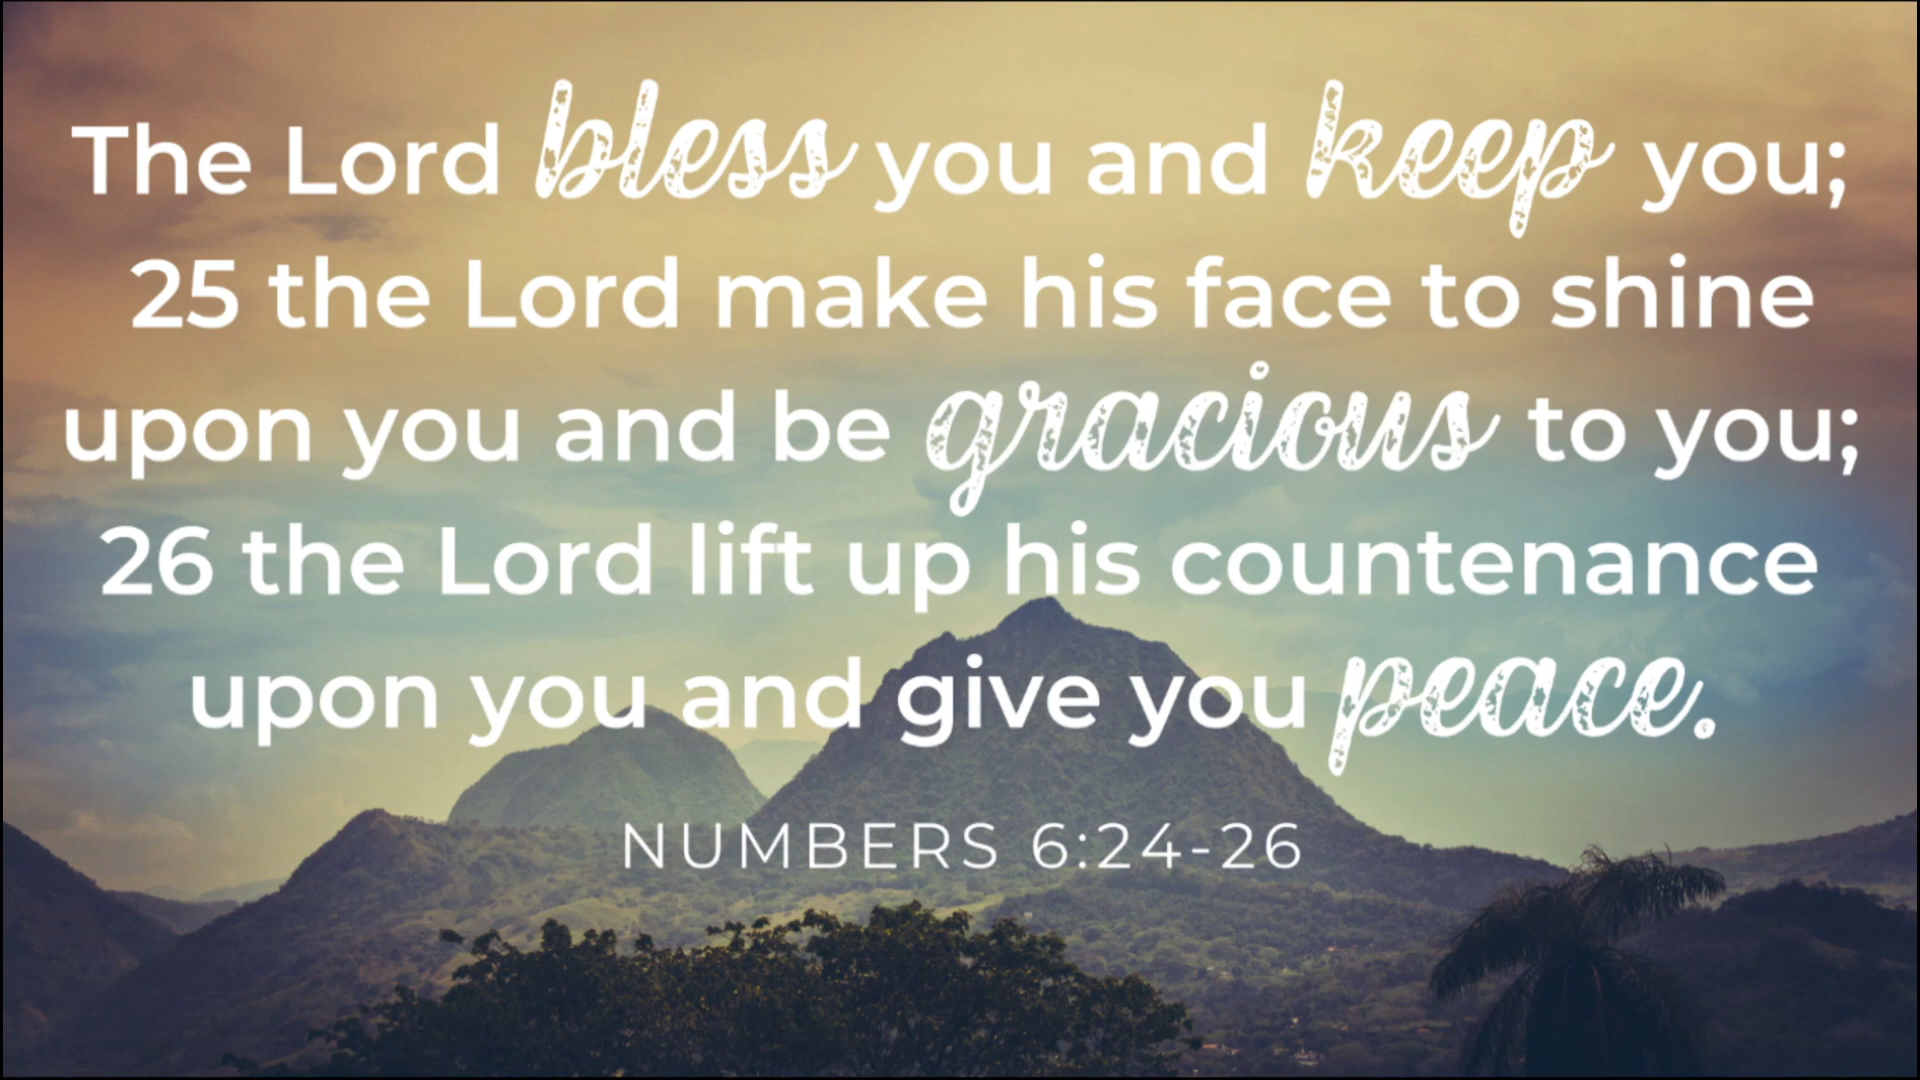 The Lord bless you and keep you;
25 the Lord make his face to shine
upon you and be gracious to you;
26 the Lord lift up his countenance
upon you and give you peace.
NUMBERS 6:24-26